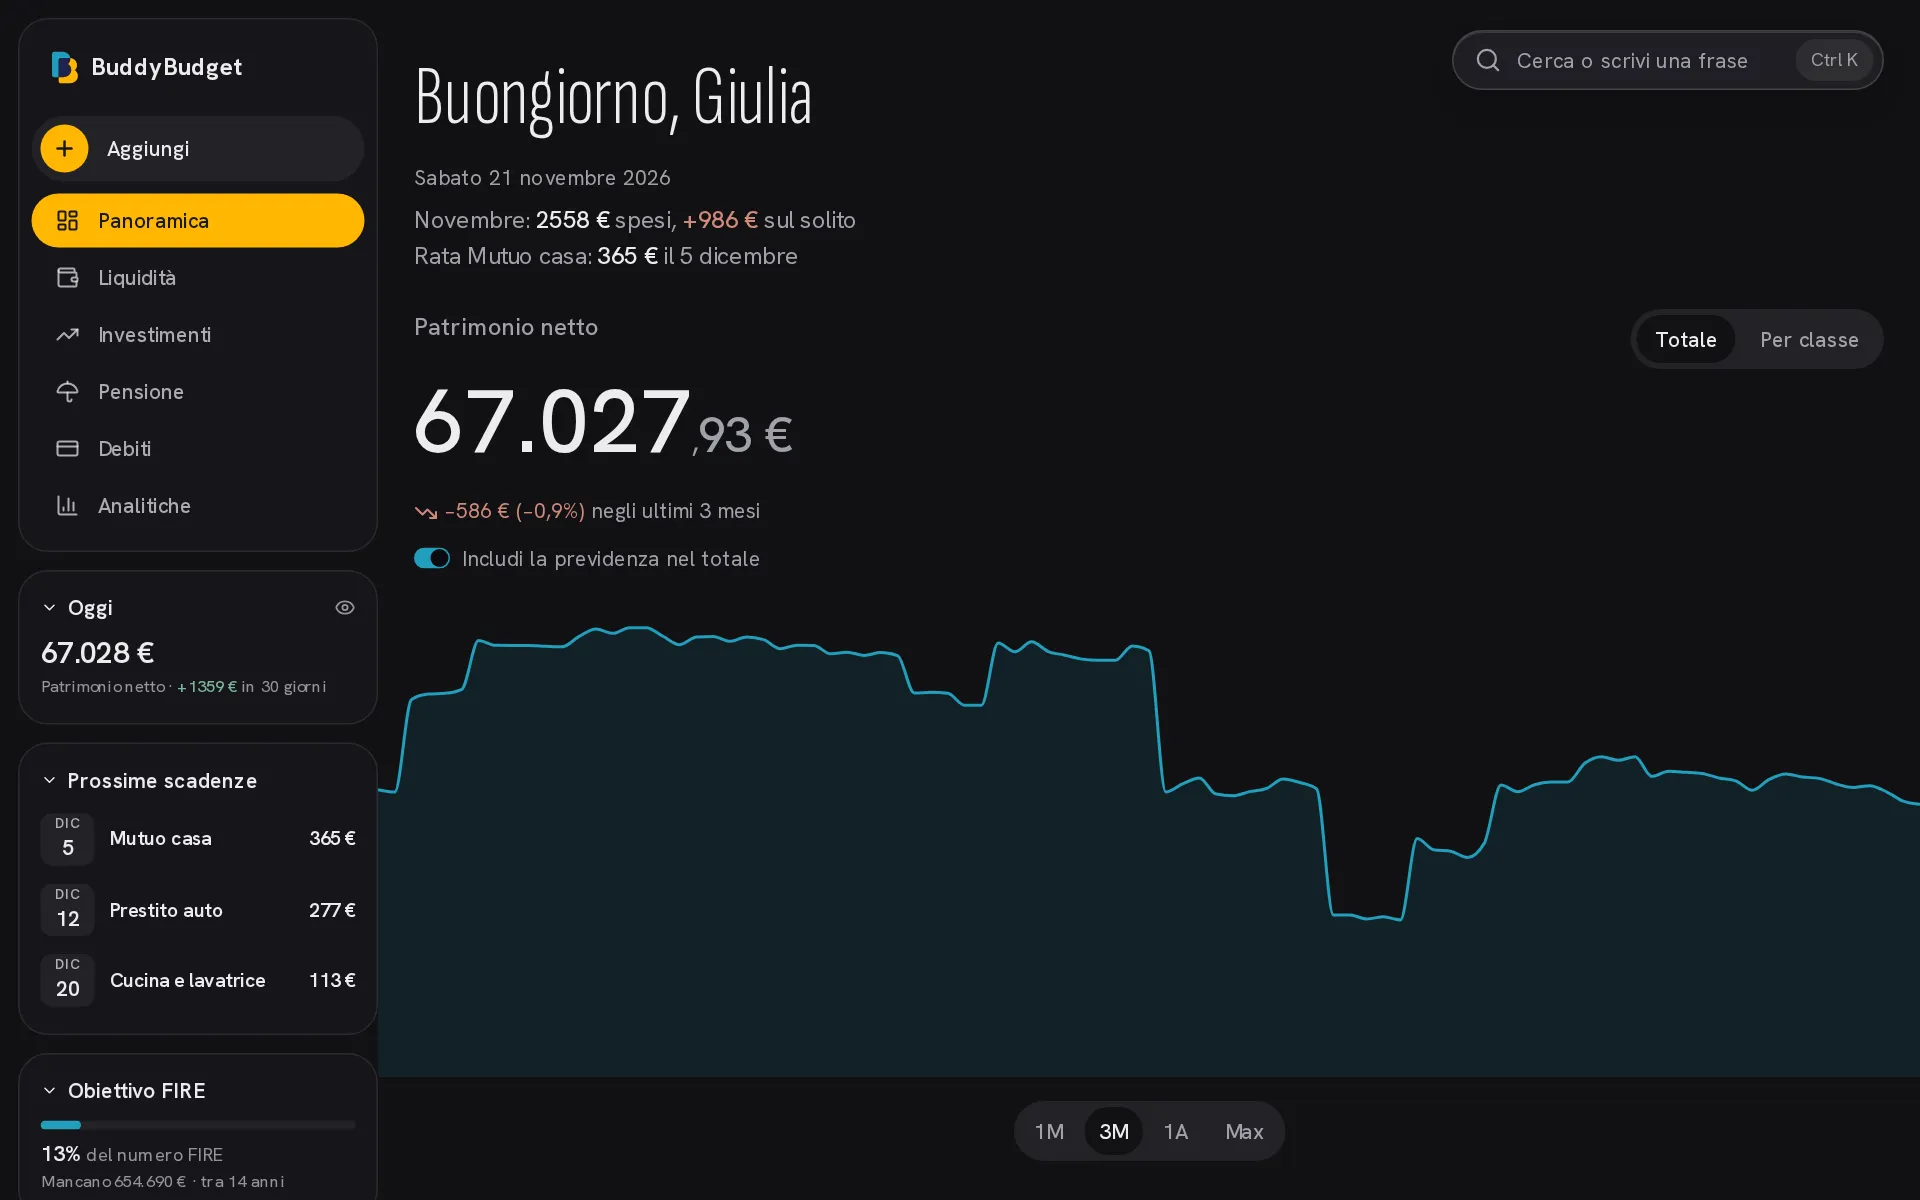 BuddyBudget
Aggiungi
Panoramica
Liquidità
Investimenti
Pensione
Debiti
Analitiche
Oggi
67.028 €
Patrimonio netto · +1359 € in 30 giorni
Prossime scadenze
DIC
5
Mutuo casa
365 €
DIC
12
Prestito auto
277 €
DIC
20
Cucina e lavatrice
113 €
Obiettivo FIRE
13% del numero FIRE
Mancano 654.690 € · tra 14 anni
Buongiorno, Giulia
Cerca o scrivi una frase
Ctrl K
Sabato 21 novembre 2026
Novembre: 2558 € spesi, +986 € sul solito
Rata Mutuo casa: 365 € il 5 dicembre
Patrimonio netto
Totale
Per classe
67.027,93 €
−586 € (−0,9%) negli ultimi 3 mesi
Includi la previdenza nel totale
1M
3M
1A
Max